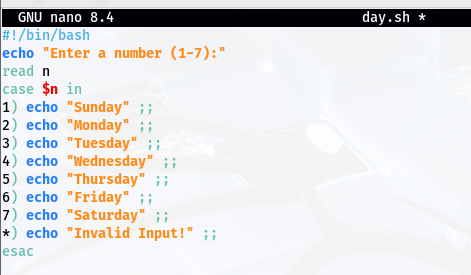 GNU nano 8.4 day.sh *
#!/bin/bash
echo "Enter a number (1-7):"
read n
case $n in
1) echo "Sunday" ;;
2) echo "Monday" ;;
3) echo "Tuesday" ;;
4) echo "Wednesday" ;;
5) echo "Thursday" ;;
6) echo "Friday" ;;
7) echo "Saturday" ;;
*) echo "Invalid Input!" ;;
esac